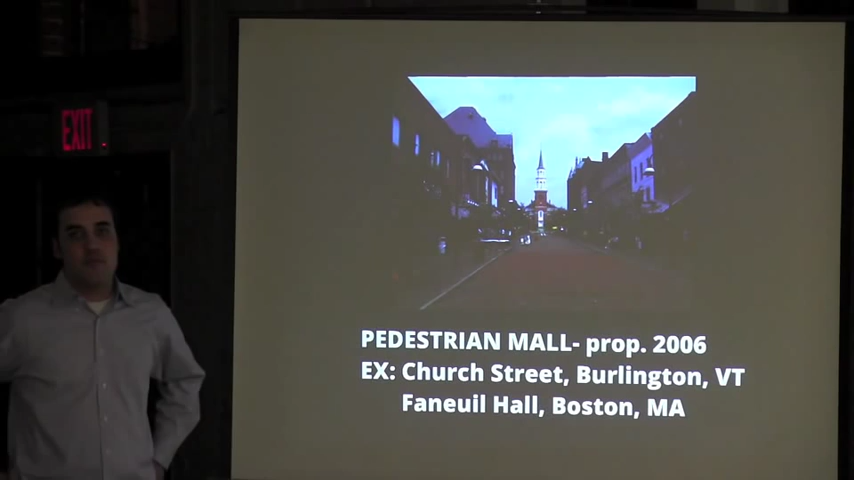 EXIT
PEDESTRIAN MALL- prop. 2006
EX: Church Street, Burlington, VT
Faneuil Hall, Boston, MA